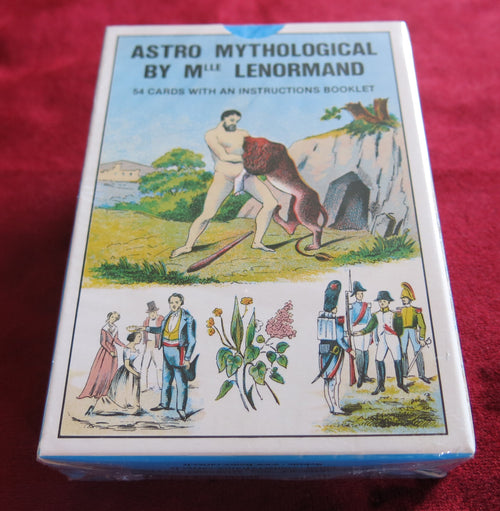 ASTRO MYTHOLOGICAL
BY MLLE LENORMAND
54 CARDS WITH AN INSTRUCTIONS BOOKLET